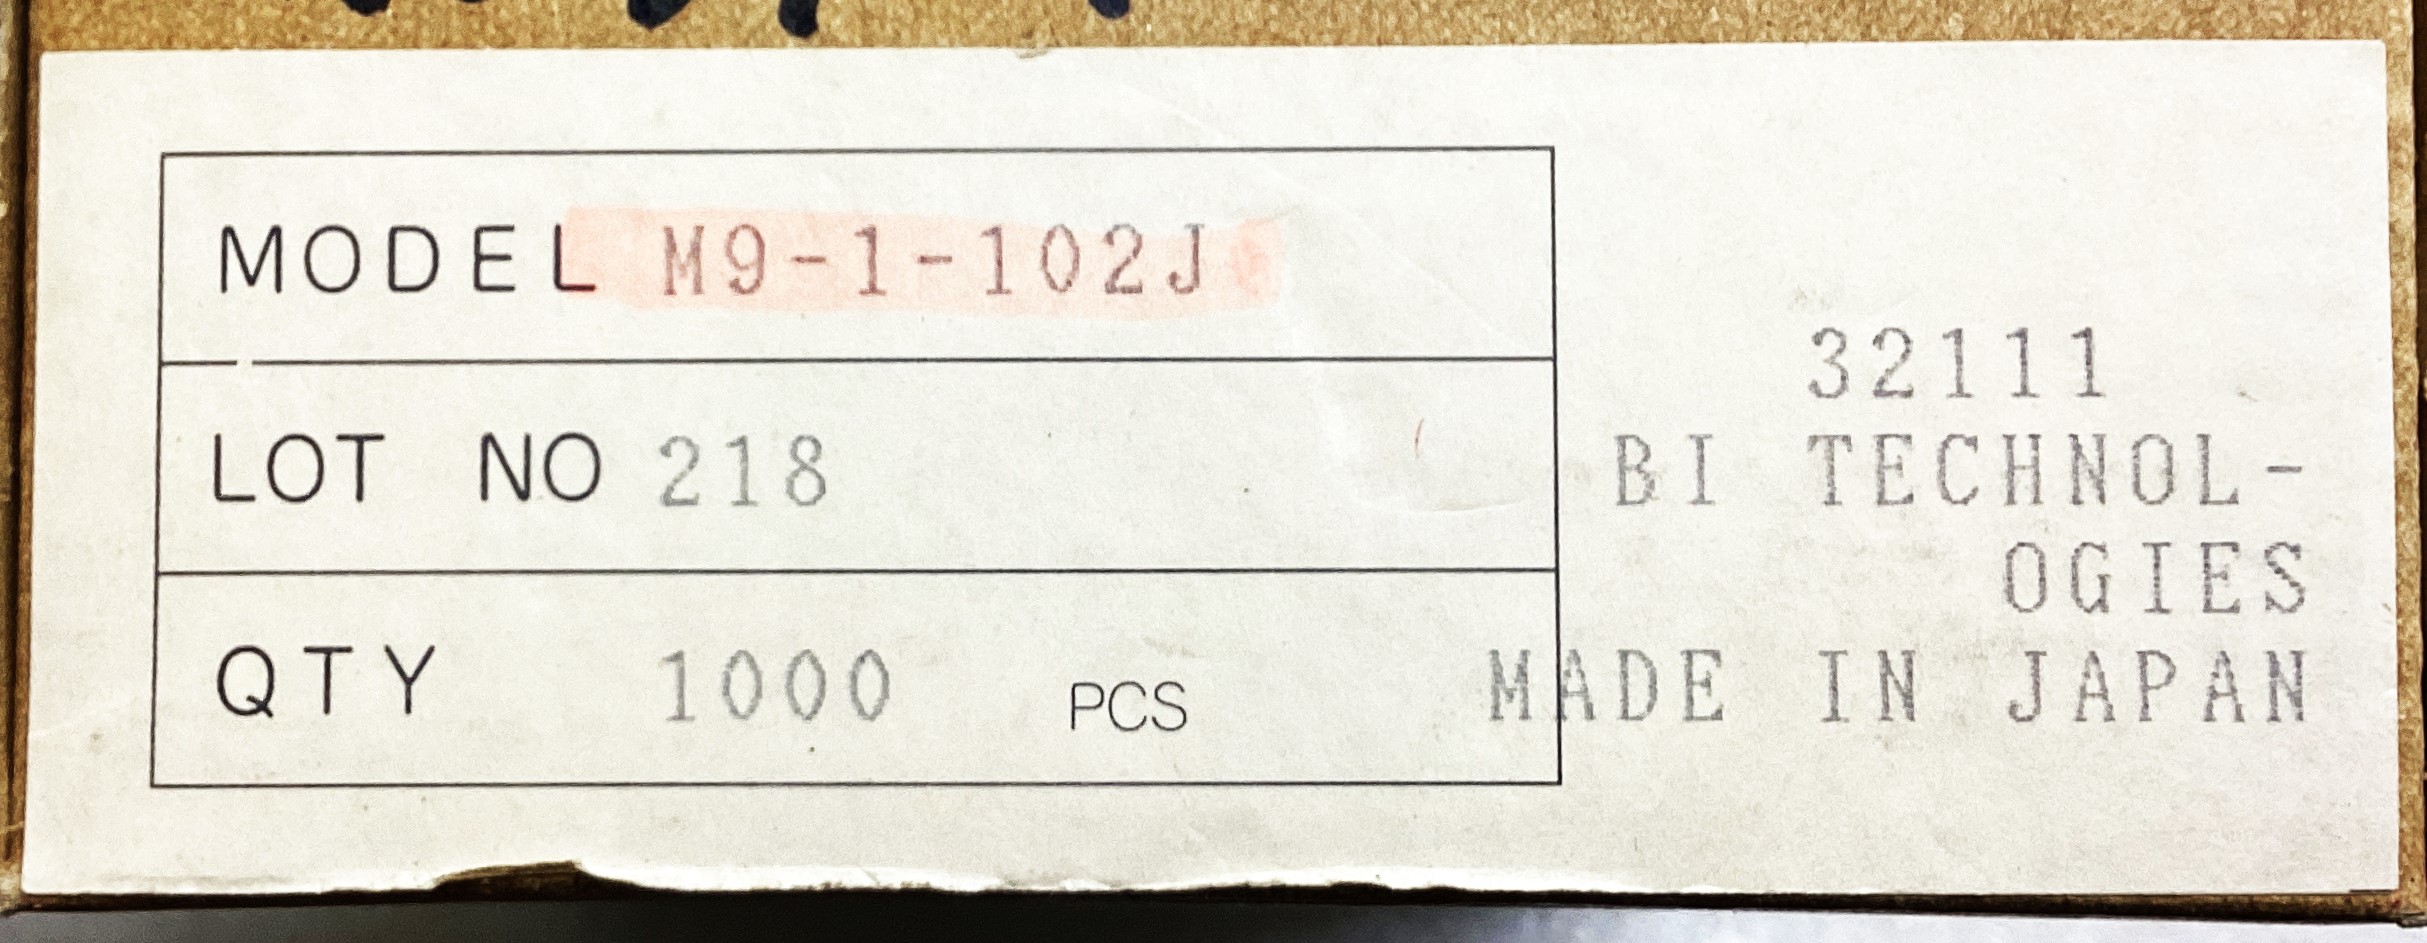 MODEL M9-1-102J
32111
LOT NO 218
BI TECHNOL-
OGIES
QTY 1000 PCS
MADE IN JAPAN